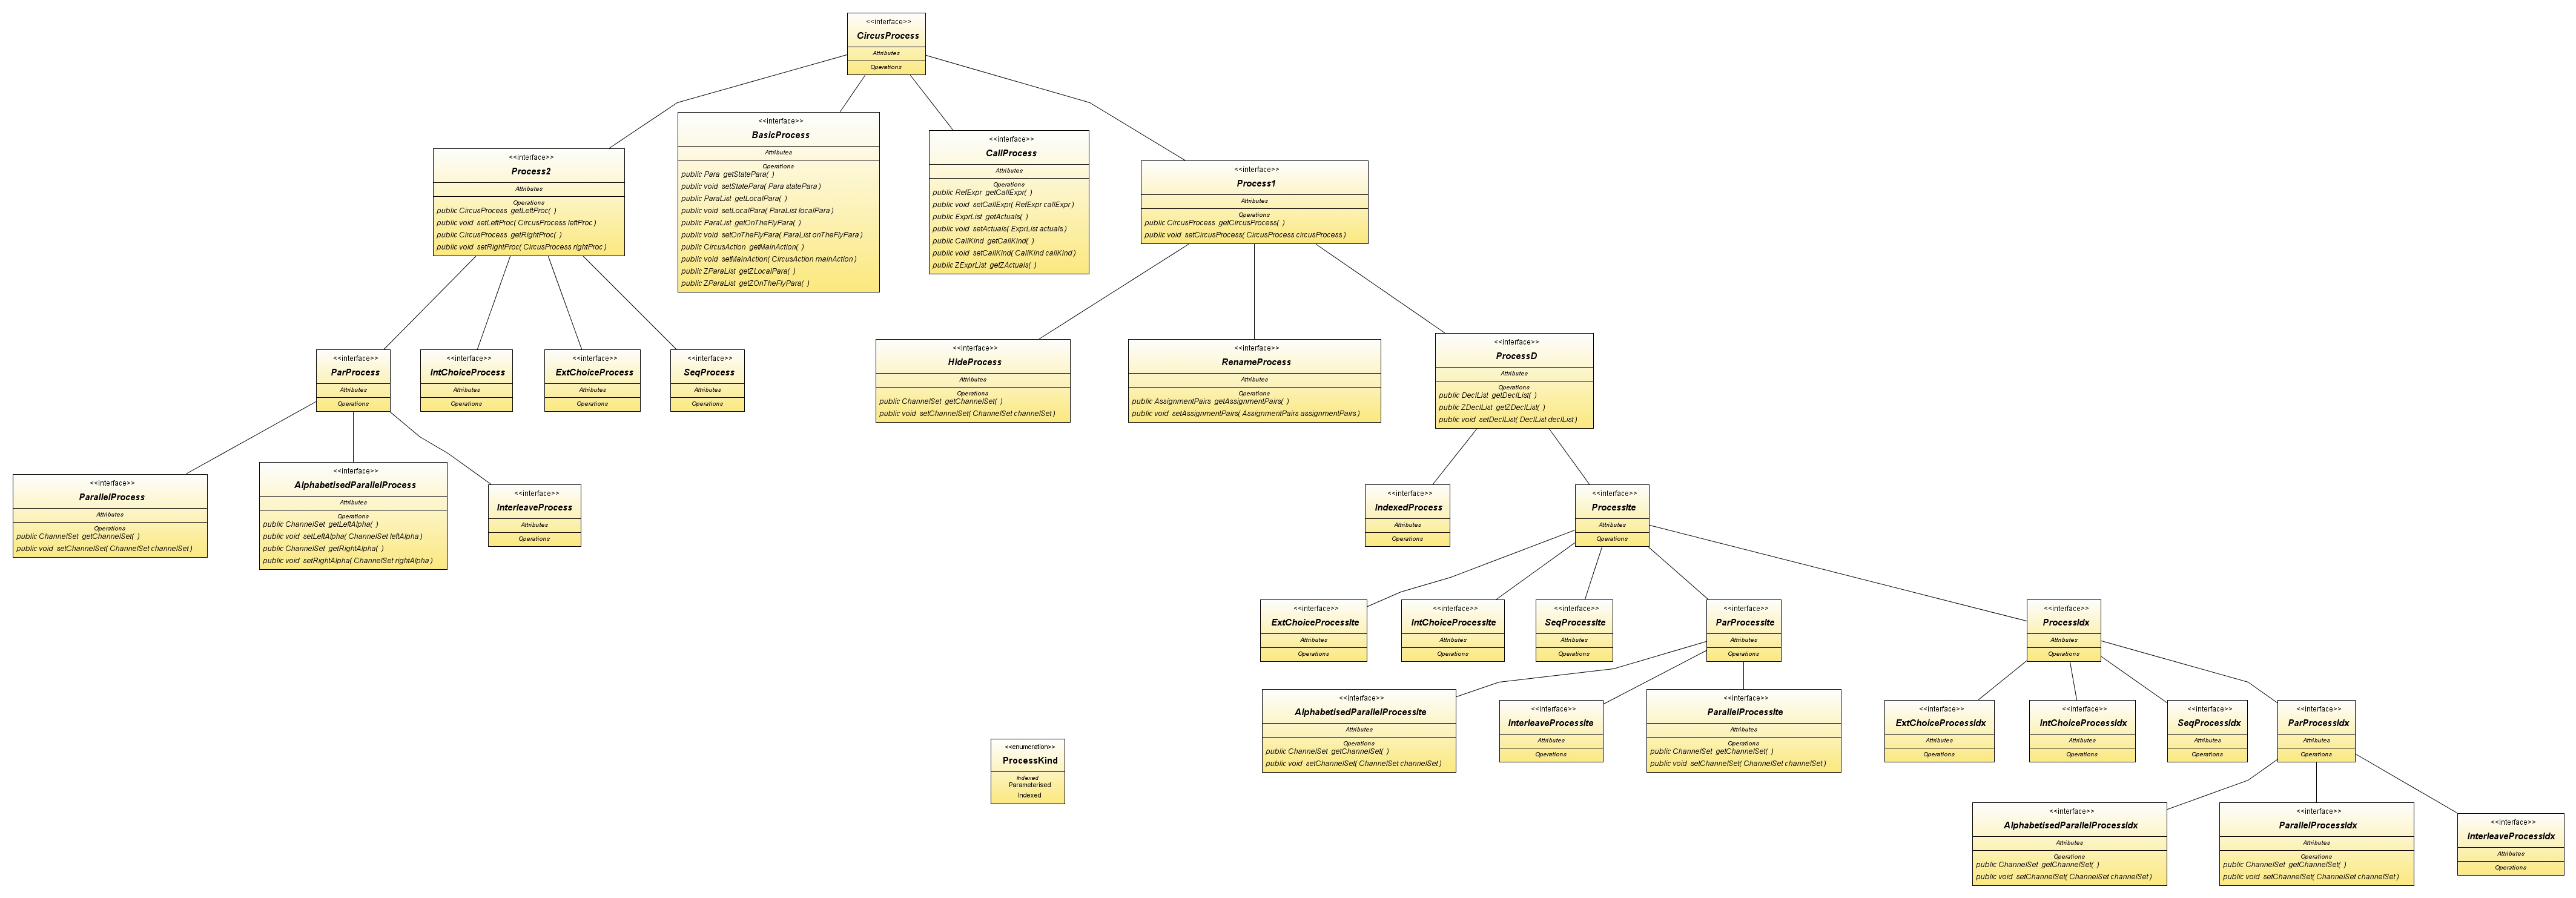 <<interface>>
CircusProcess
Attributes
Operations
<<interface>>
Process2
Attributes
Operations
public CircusProcess getLeftProc( )
public void setLeftProc( CircusProcess leftProc )
public CircusProcess getRightProc( )
public void setRightProc( CircusProcess rightProc )
<<interface>>
BasicProcess
Attributes
Operations
public Para getStatePara( )
public void setStatePara( Para statePara )
public ParaList getLocalPara( )
public void setLocalPara( ParaList localPara )
public ParaList getOnTheFlyPara( )
public void setOnTheFlyPara( ParaList onTheFlyPara )
public CircusAction getMainAction( )
public void setMainAction( CircusAction mainAction )
public ZParaList getZLocalPara( )
public ZParaList getZOnTheFlyPara( )
<<interface>>
CallProcess
Attributes
Operations
public RefExpr getCallExpr( )
public void setCallExpr( RefExpr callExpr )
public ExprList getActuals( )
public void setActuals( ExprList actuals )
public CallKind getCallKind( )
public void setCallKind( CallKind callKind )
public ZExprList getZActuals( )
<<interface>>
Process1
Attributes
Operations
public CircusProcess getCircusProcess( )
public void setCircusProcess( CircusProcess circusProcess )
<<interface>>
ParProcess
Attributes
Operations
<<interface>>
IntChoiceProcess
Attributes
Operations
<<interface>>
ExtChoiceProcess
Attributes
Operations
<<interface>>
SeqProcess
Attributes
Operations
<<interface>>
HideProcess
Attributes
Operations
public ChannelSet getChannelSet( )
public void setChannelSet( ChannelSet channelSet )
<<interface>>
RenameProcess
Attributes
Operations
public AssignmentPairs getAssignmentPairs( )
public void setAssignmentPairs( AssignmentPairs assignmentPairs )
<<interface>>
ProcessD
Attributes
Operations
public DeclList getDeclList( )
public ZDeclList getZDeclList( )
public void setDeclList( DeclList declList )
<<interface>>
ParallelProcess
Attributes
Operations
public ChannelSet getChannelSet( )
public void setChannelSet( ChannelSet channelSet )
<<interface>>
AlphabetisedParallelProcess
Attributes
Operations
public ChannelSet getLeftAlpha( )
public void setLeftAlpha( ChannelSet leftAlpha )
public ChannelSet getRightAlpha( )
public void setRightAlpha( ChannelSet rightAlpha )
<<interface>>
InterleaveProcess
Attributes
Operations
<<interface>>
IndexedProcess
Attributes
Operations
<<interface>>
ProcessIte
Attributes
Operations
<<interface>>
ExtChoiceProcessIte
Attributes
Operations
<<interface>>
IntChoiceProcessIte
Attributes
Operations
<<interface>>
SeqProcessIte
Attributes
Operations
<<interface>>
ParProcessIte
Attributes
Operations
<<interface>>
ProcessIdx
Attributes
Operations
<<interface>>
AlphabetisedParallelProcessIte
Attributes
Operations
public ChannelSet getChannelSet( )
public void setChannelSet( ChannelSet channelSet )
<<interface>>
InterleaveProcessIte
Attributes
Operations
<<interface>>
ParallelProcessIte
Attributes
Operations
public ChannelSet getChannelSet( )
public void setChannelSet( ChannelSet channelSet )
<<interface>>
ExtChoiceProcessIdx
Attributes
Operations
<<interface>>
IntChoiceProcessIdx
Attributes
Operations
<<interface>>
SeqProcessIdx
Attributes
Operations
<<interface>>
ParProcessIdx
Attributes
Operations
<<enumeration>>
ProcessKind
Indexed
Parameterised
Indexed
<<interface>>
AlphabetisedParallelProcessIdx
Attributes
Operations
public ChannelSet getChannelSet( )
public void setChannelSet( ChannelSet channelSet )
<<interface>>
ParallelProcessIdx
Attributes
Operations
public ChannelSet getChannelSet( )
public void setChannelSet( ChannelSet channelSet )
<<interface>>
InterleaveProcessIdx
Attributes
Operations